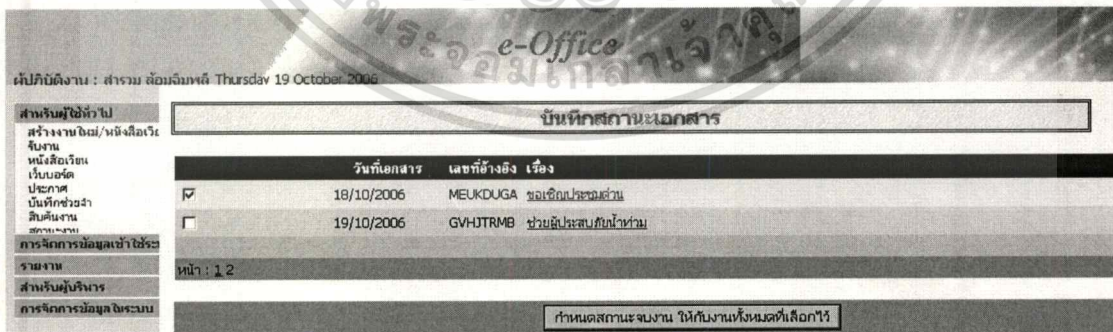 e-Office
ผู้ปฏิบัติงาน : สำรวม Thursday 19 October 2006
สำหรับผู้ใช้ทั่วไป
สร้างงานใหม่/หนังสือเวีย
รับงาน
หนังสือเวียน
เว็บบอร์ด
ประกาศ
บันทึกช่วยจำ
สืบค้นงาน
สถานะงาน
การจัดการข้อมูลเข้าใช้ระ
รายงาน
สำหรับผู้บริหาร
การจัดการข้อมูลในระบบ
บันทึกสถานะเอกสาร
วันที่เอกสาร เลขที่อ้างอิง เรื่อง
18/10/2006 MEUKDUGA ขอเชิญประชุมด่วน
19/10/2006 GVHJTRMB ช่วยผู้ประสบภัยน้ำท่วม
หน้า : 1 2
กำหนดสถานะจบงาน ให้กับงานทั้งหมดที่เลือกไว้